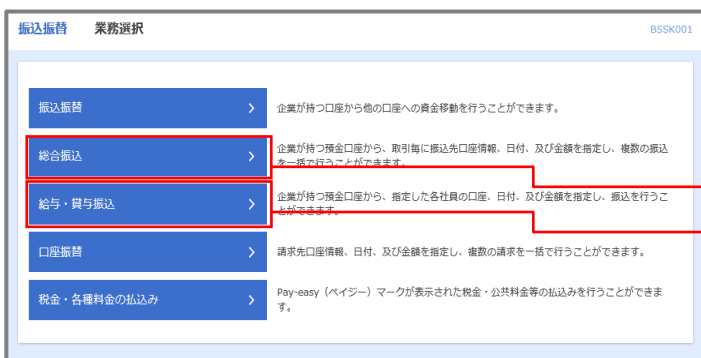 振込振替 業務選択 BSSK001
振込振替 企業が持つ口座から他の口座への資金移動を行うことができます。
総合振込 企業が持つ預金口座から、取引毎に振込先口座情報、日付、及び金額を指定し、複数の振込
を一括で行うことができます。
給与・賞与振込 企業が持つ預金口座から、指定した各社員の口座、日付、及び金額を指定し、振込を行うこ
とができます。
口座振替 請求先口座情報、日付、及び金額を指定し、複数の請求を一括で行うことができます。
税金・各種料金の払込み Pay-easy（ペイジー）マークが表示された税金・公共料金等の払込みを行うことができま
す。